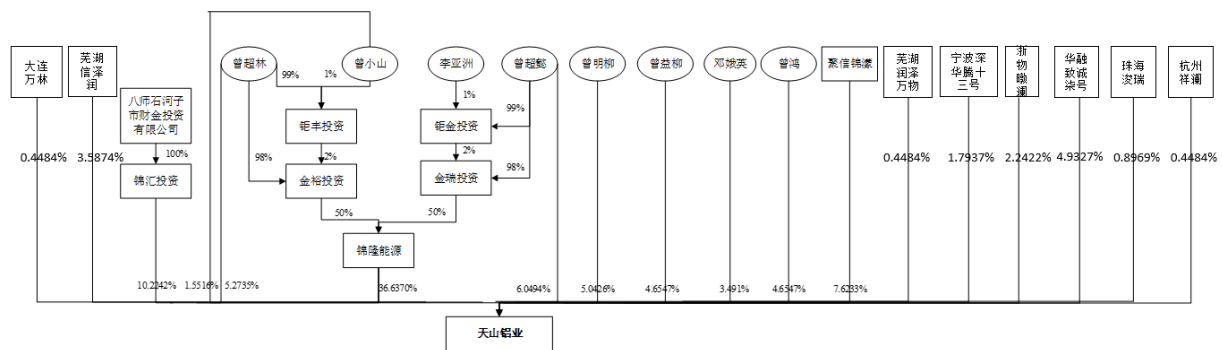 大连
万林
芜湖
信泽
润
八师石河子
市财金投资
有限公司
曾超林
曾小山
李亚洲
曾超懿
曾明柳
曾益柳
邓娥英
曾鸿
聚信锦濛
芜湖
润泽
万物
宁波深
华腾十
三号
浙
物暾
澜
华融
致诚
柒号
珠海
浚瑞
杭州
祥澜
99%
1%
1%
99%
钜丰投资
钜金投资
0.4484%
3.5874%
100%
98%
2%
2%
98%
0.4484%
1.7937%
2.2422%
4.9327%
0.8969%
0.4484%
锦汇投资
金裕投资
金瑞投资
50%
50%
锦隆能源
10.2242%
1.5516%
5.2735%
36.6370%
6.0494%
5.0426%
4.6547%
3.491%
4.6547%
7.6233%
天山铝业